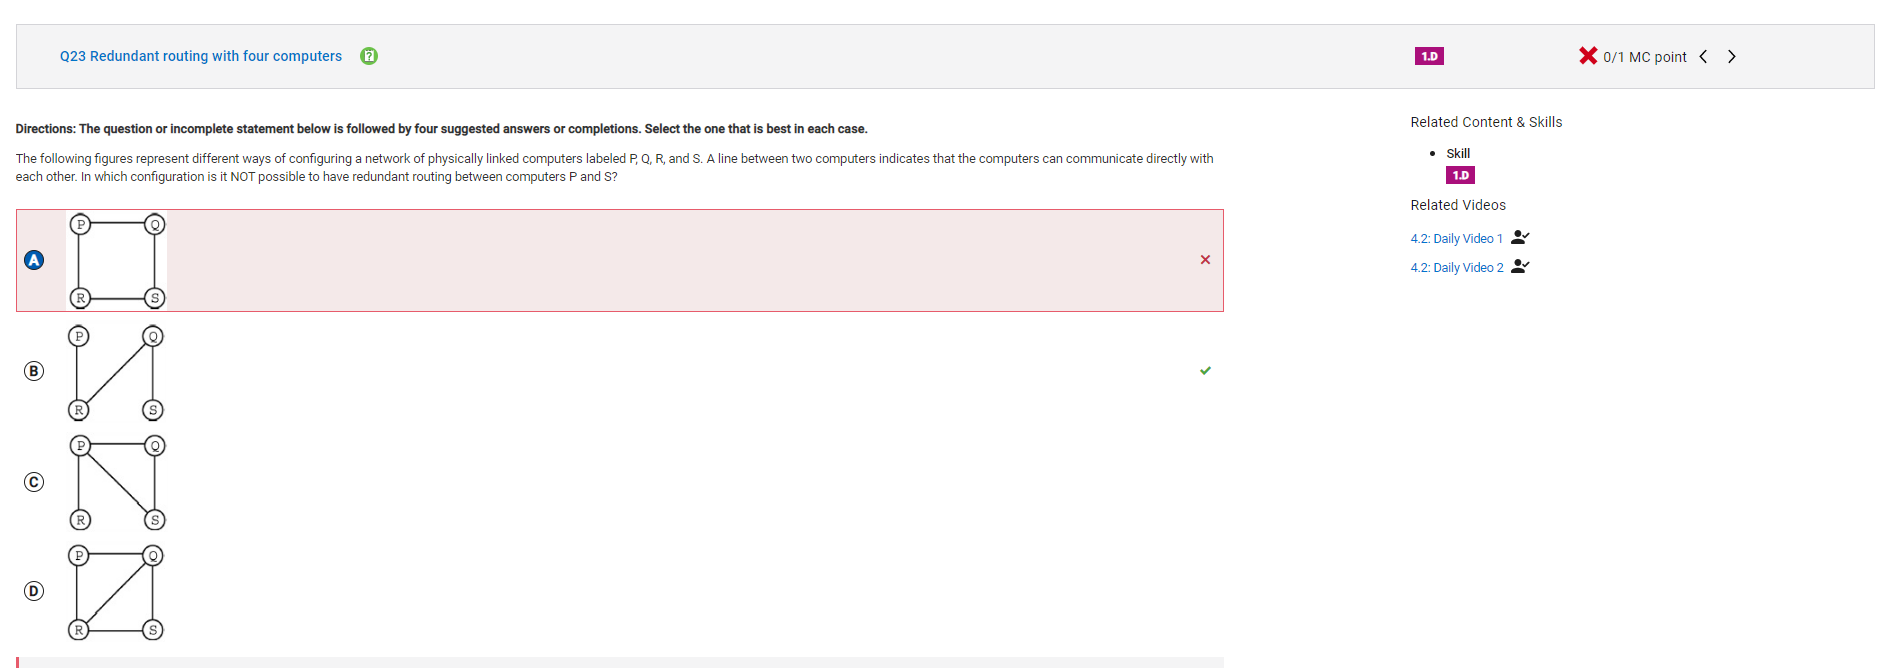 Q23 Redundant routing with four computers
1.D
0/1 MC point
Directions: The question or incomplete statement below is followed by four suggested answers or completions. Select the one that is best in each case.
The following figures represent different ways of configuring a network of physically linked computers labeled P, Q, R, and S. A line between two computers indicates that the computers can communicate directly with
each other. In which configuration is it NOT possible to have redundant routing between computers P and S?
A
P Q
R S
B
P Q
R S
C
P Q
R S
D
P Q
R S
Related Content & Skills
• Skill
1.D
Related Videos
4.2: Daily Video 1
4.2: Daily Video 2